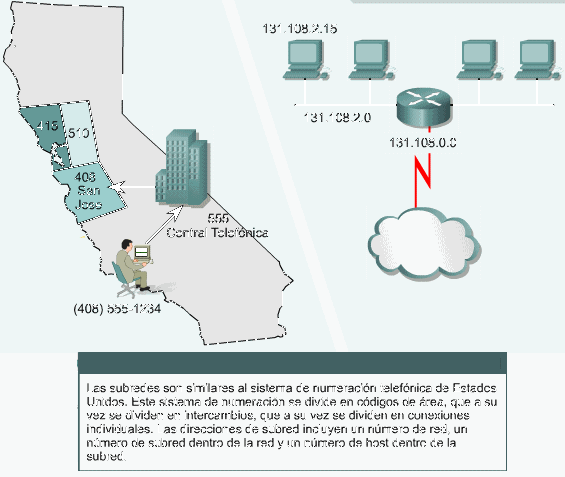 131.108.2.15
415
510
131.108.2.0
131.108.0.0
408
San
Jose
555
Central Telefónica
(408) 555-1234
Las subredes son similares al sistema de numeración telefónica de Estados
Unidos. Este sistema de numeración se divide en códigos de área, que a su
vez se dividen en intercambios, que a su vez se dividen en conexiones
individuales. Las direcciones de subred incluyen un número de red, un
número de subred dentro de la red y un número de host dentro de la
subred.